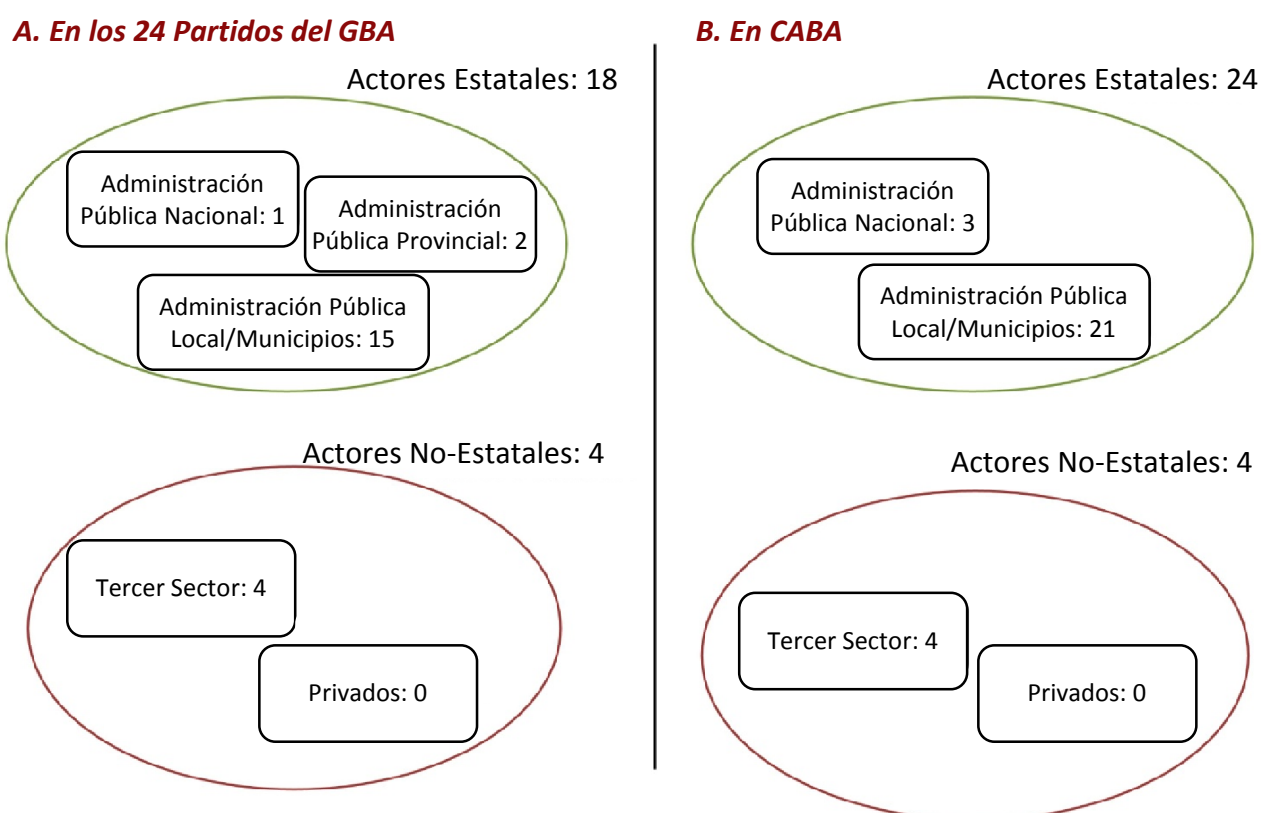 A. En los 24 Partidos del GBA
Actores Estatales: 18
Administración
Pública Nacional: 1
Administración
Pública Provincial: 2
Administración Pública
Local/Municipios: 15
Actores No-Estatales: 4
Tercer Sector: 4
Privados: 0
B. En CABA
Actores Estatales: 24
Administración
Pública Nacional: 3
Administración Pública
Local/Municipios: 21
Actores No-Estatales: 4
Tercer Sector: 4
Privados: 0